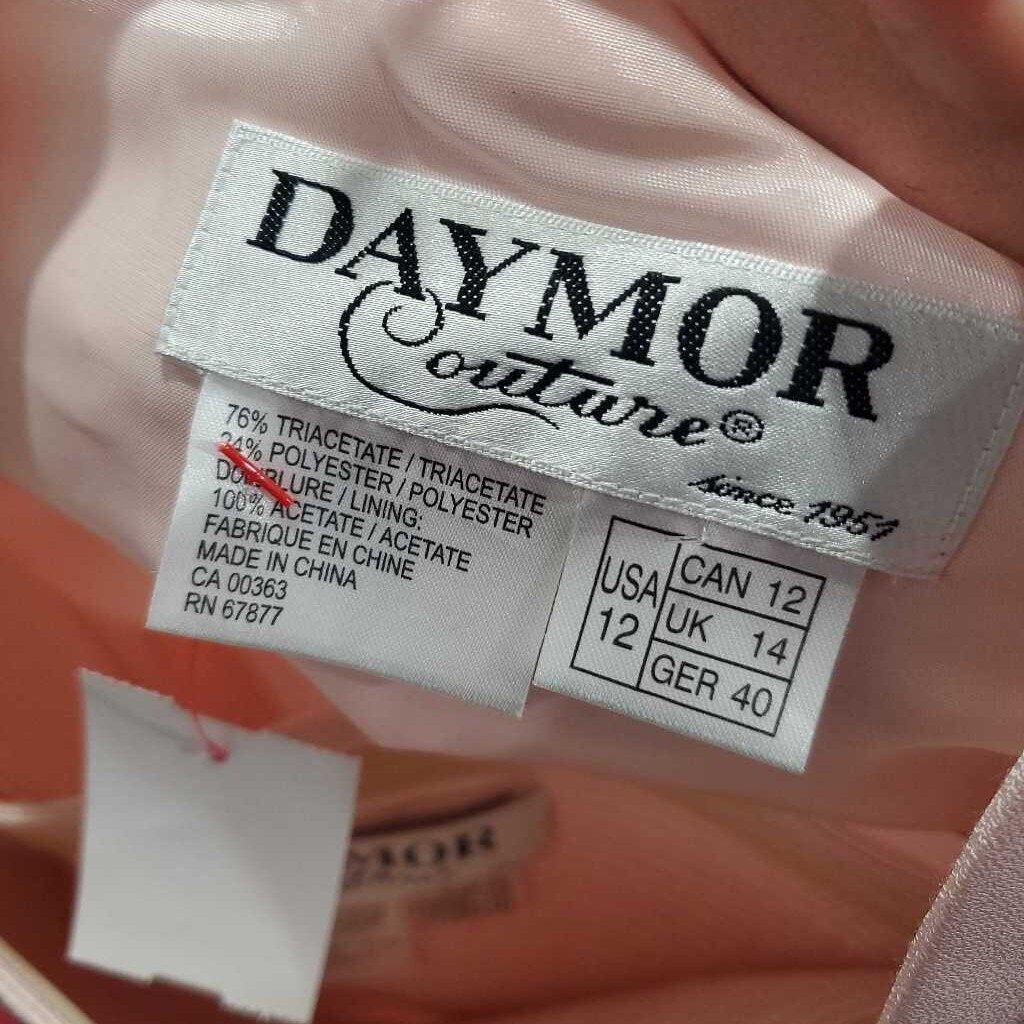 DAYMOR
Couture®
since 1951
76% TRIACETATE / TRIACETATE
24% POLYESTER / POLYESTER
DOUBLURE / LINING:
100% ACETATE / ACETATE
FABRIQUE EN CHINE
MADE IN CHINA
CA 00363
RN 67877
USA
12
CAN 12
UK 14
GER 40
MOR